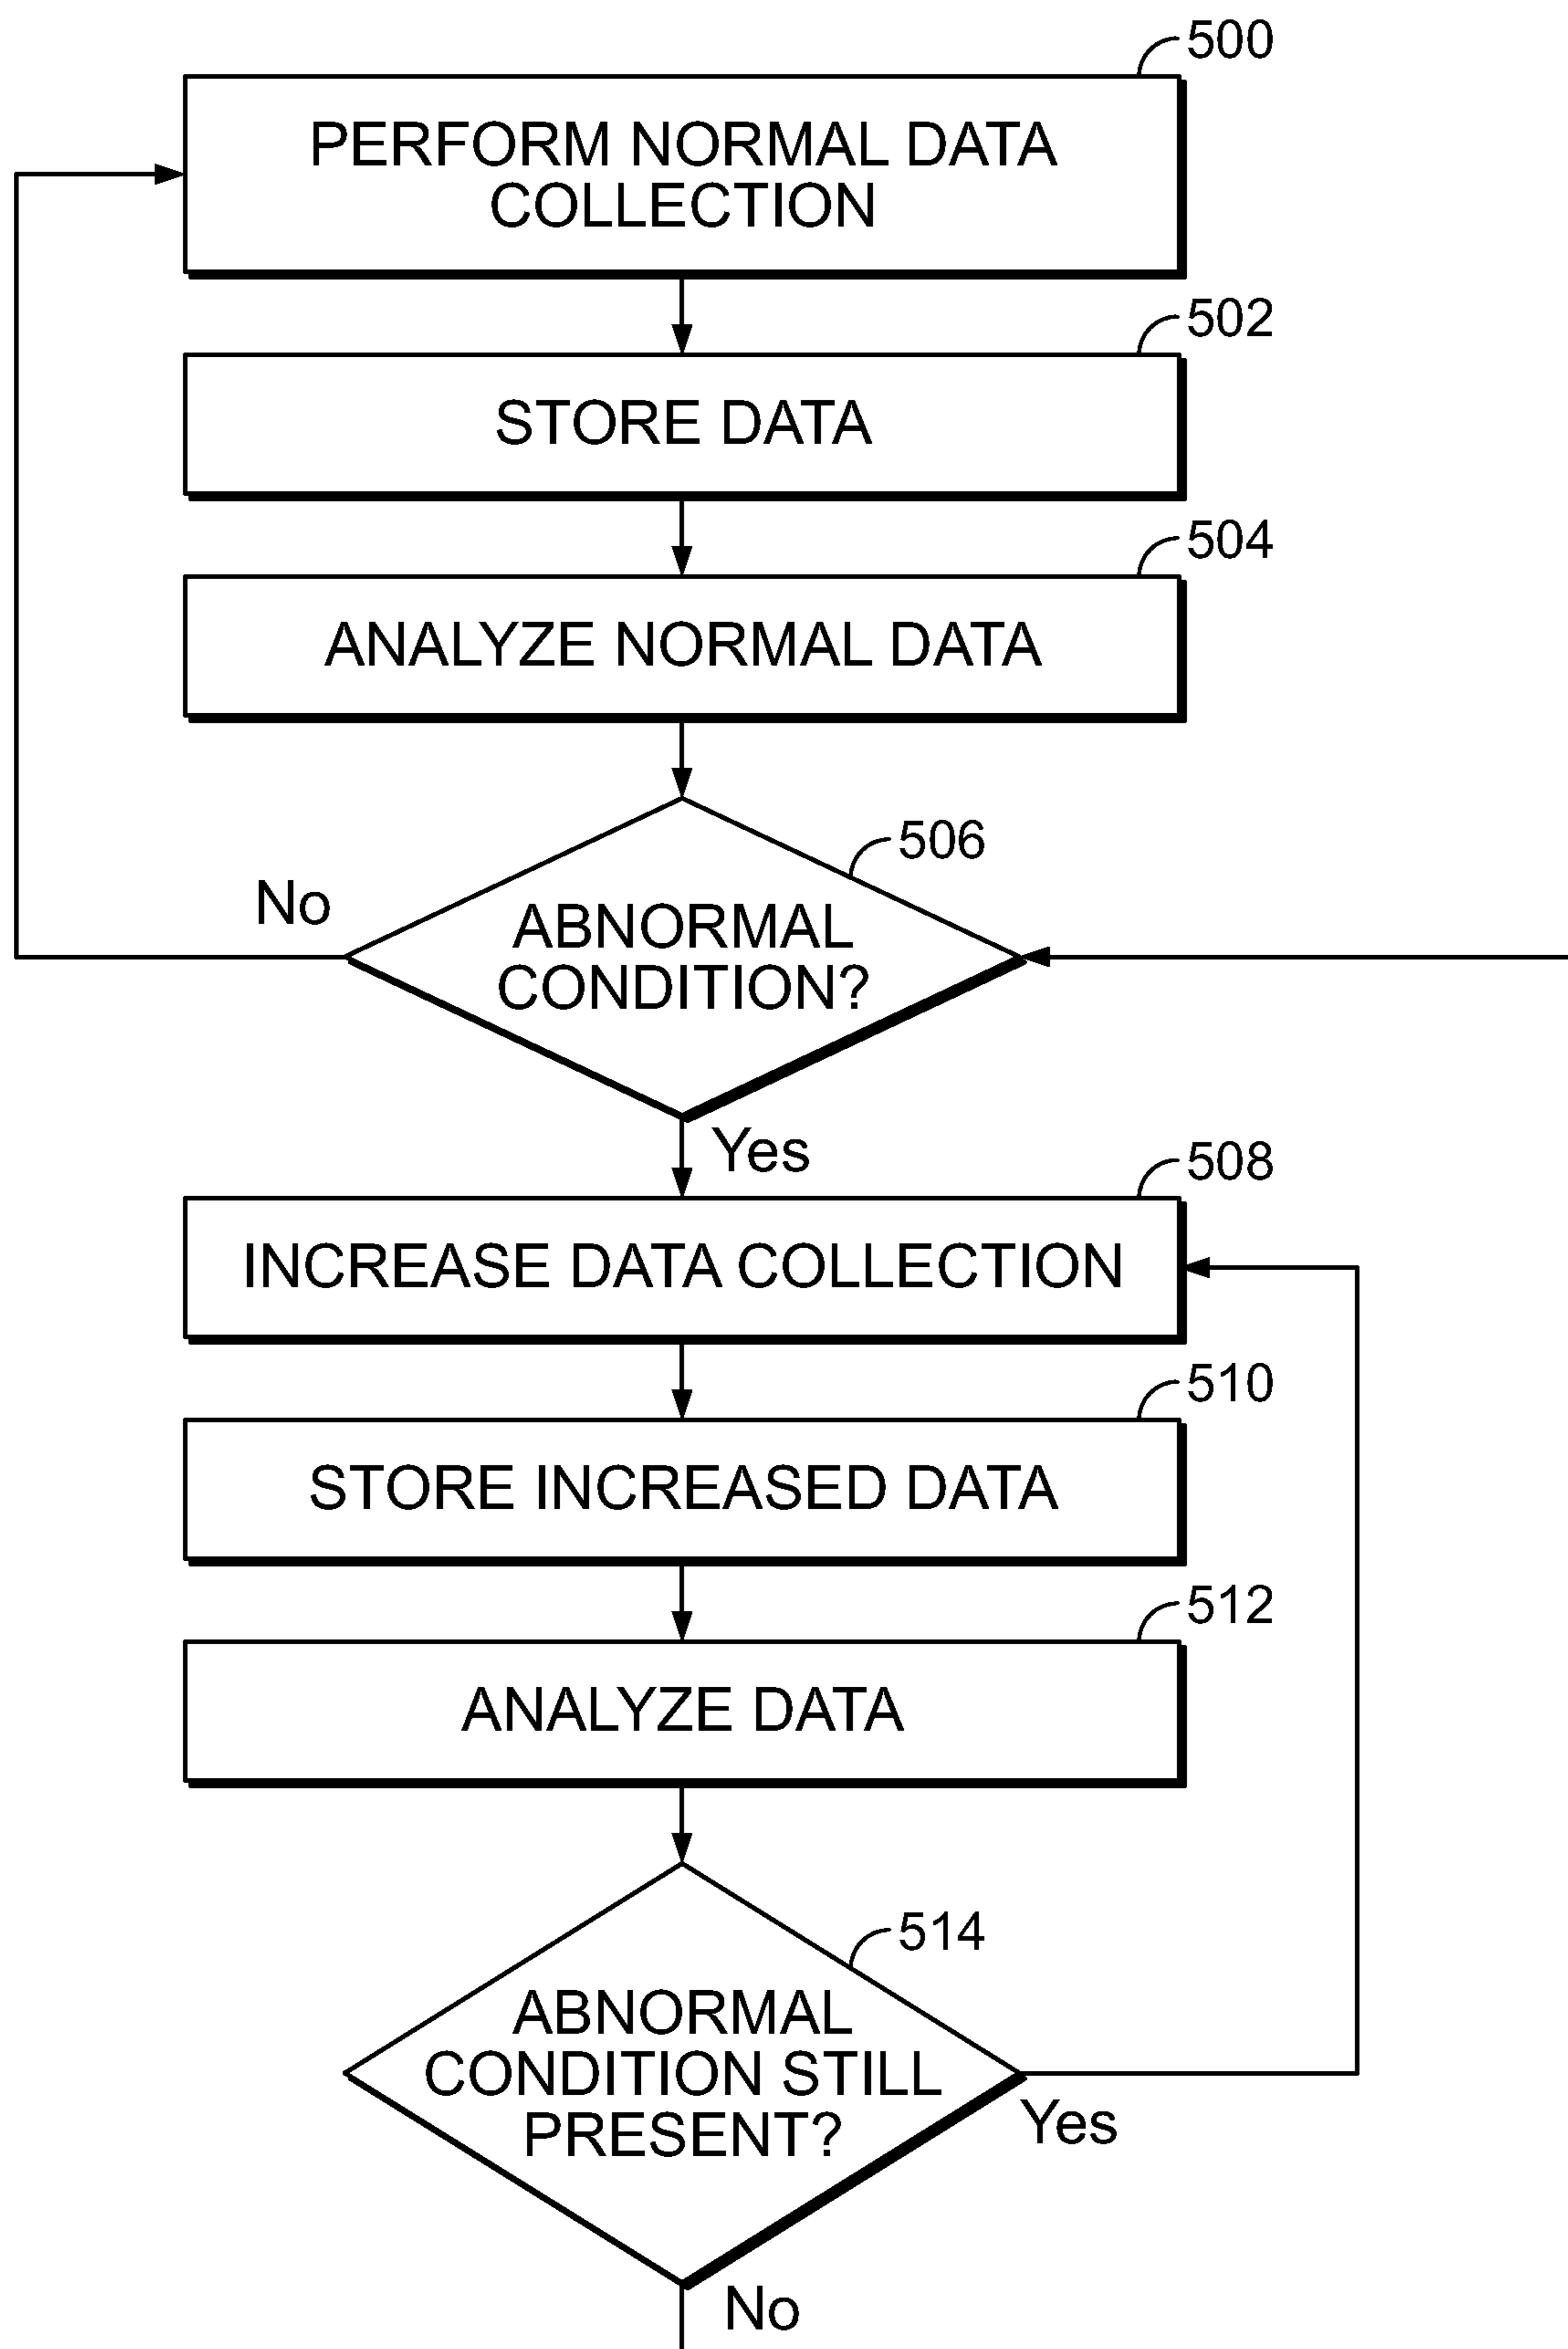 500
PERFORM NORMAL DATA
COLLECTION
502
STORE DATA
504
ANALYZE NORMAL DATA
506
No
ABNORMAL
CONDITION?
Yes
508
INCREASE DATA COLLECTION
510
STORE INCREASED DATA
512
ANALYZE DATA
514
ABNORMAL
CONDITION STILL
PRESENT?
Yes
No